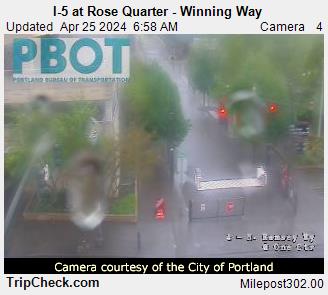 I-5 at Rose Quarter - Winning Way
Updated Apr 25 2024 6:58 AM Camera 4
PBOT
PORTLAND BUREAU OF TRANSPORTATION
Camera courtesy of the City of Portland
TripCheck.com Milepost302.00